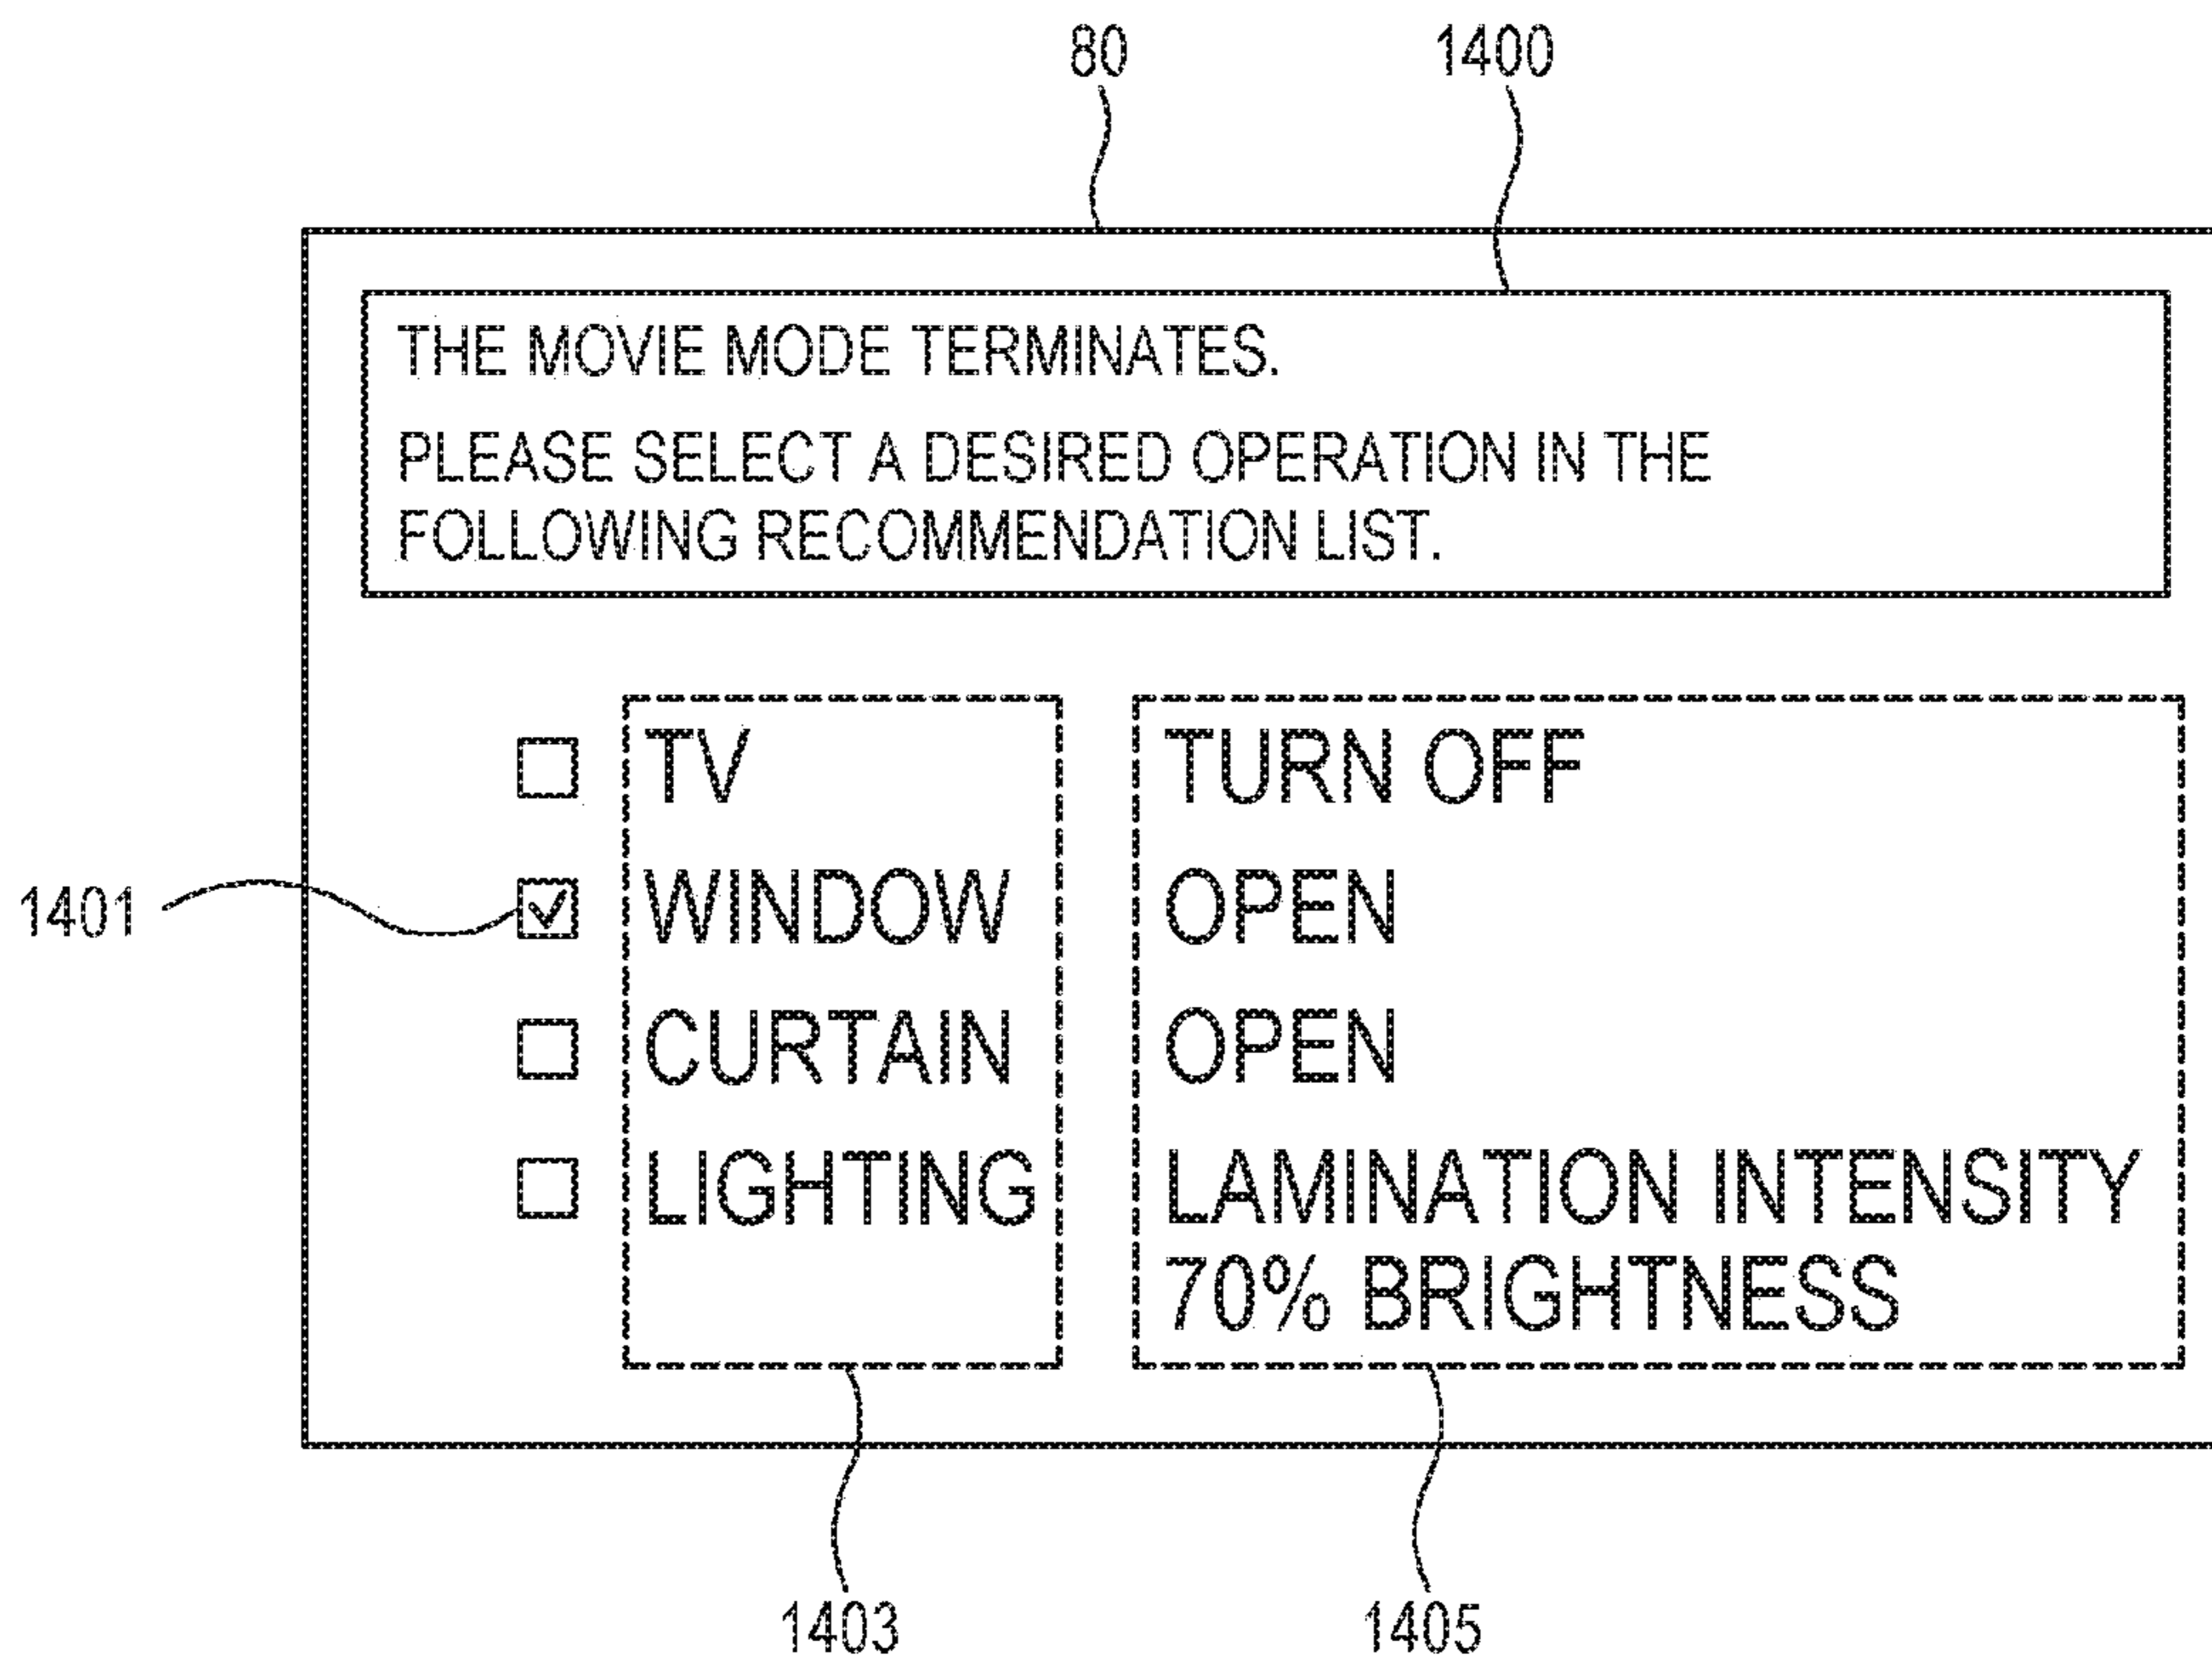 80
1400
THE MOVIE MODE TERMINATES.
PLEASE SELECT A DESIRED OPERATION IN THE
FOLLOWING RECOMMENDATION LIST.
TV TURN OFF
1401 WINDOW OPEN
CURTAIN OPEN
LIGHTING LAMINATION INTENSITY
70% BRIGHTNESS
1403
1405